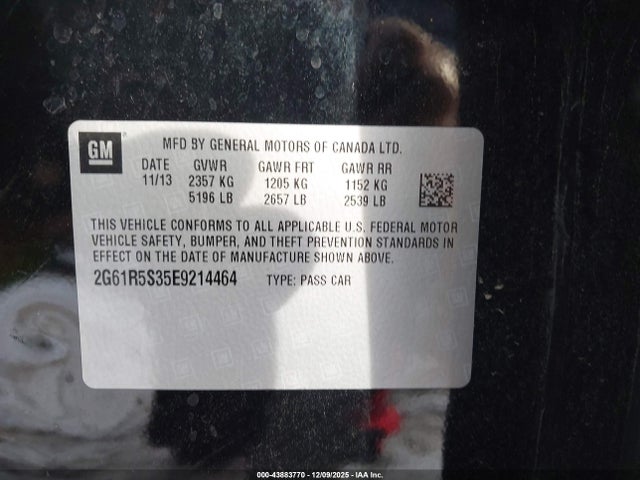 GM
MFD BY GENERAL MOTORS OF CANADA LTD.
DATE GVWR GAWR FRT GAWR RR
11/13 2357 KG 1205 KG 1152 KG
5196 LB 2657 LB 2539 LB
THIS VEHICLE CONFORMS TO ALL APPLICABLE U.S. FEDERAL MOTOR
VEHICLE SAFETY, BUMPER, AND THEFT PREVENTION STANDARDS IN
EFFECT ON THE DATE OF MANUFACTURE SHOWN ABOVE.
2G61R5S35E9214464 TYPE: PASS CAR
000-43883770 - 12/09/2025 - IAA Inc.